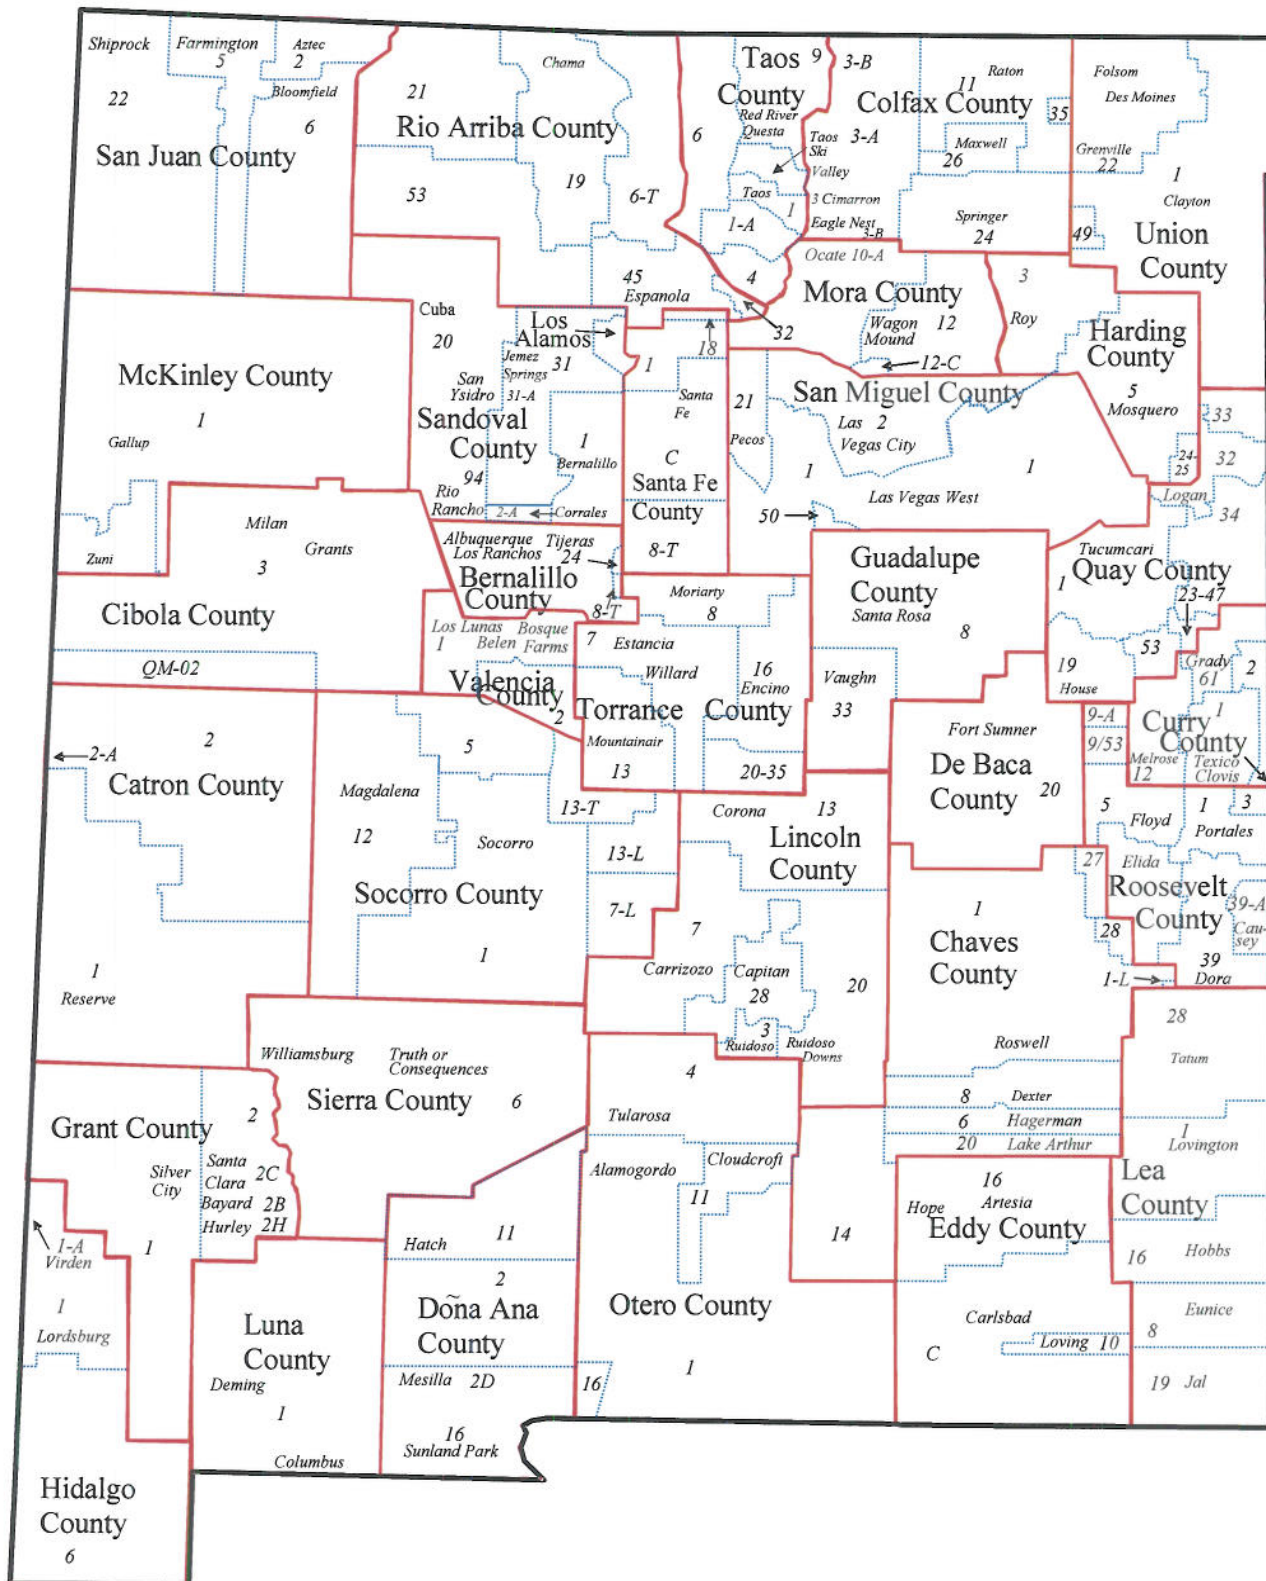 Shiprock
Farmington
5
Aztec
2
Bloomfield
22
6
San Juan County
21
Chama
Rio Arriba County
53
19
6-T
45
Espanola
Taos 9
County
6
Red River
Questa
Taos
Ski
Valley
Taos
1
1-A
4
32
3-B
3-A
3 Cimarron
Eagle Nest
3-B
11
Raton
Colfax County
35
Maxwell
26
Springer
24
Folsom
Des Moines
Grenville
22
1
Clayton
49
Union
County
Ocate 10-A
Mora County
Wagon
Mound
12
12-C
3
Roy
Harding
County
5
Mosquero
McKinley County
1
Gallup
Zuni
Cuba
20
Los
Alamos
Jemez
Springs
31
31-A
San
Ysidro
Sandoval
County
1
Bernalillo
94
Rio
Rancho
2-A
Corrales
18
1
Santa
Fe
C
Santa Fe
County
8-T
21
Pecos
San Miguel County
Las 2
Vegas City
1
1
Las Vegas West
50
33
24-
25
32
Logan
34
Milan
Grants
3
Cibola County
QM-02
Albuquerque Tijeras
Los Ranchos 24
Bernalillo
County
8-T
Los Lunas
1
Belen
Bosque
Farms
Valencia
County
2
Moriarty
8
7
Estancia
Willard
16
Encino
Torrance County
Mountainair
13
20-35
Guadalupe
County
Santa Rosa
8
Vaughn
33
Tucumcari
1
Quay County
23-47
53
19
House
Grady
61
2
9-A
9/53
Curry
County
1
Melrose
12
Texico
Clovis
2
2-A
Catron County
1
Reserve
5
Magdalena
12
13-T
Socorro
Socorro County
13-L
7-L
1
Corona
13
Lincoln
County
7
Carrizozo
Capitan
28
20
3
Ruidoso
Ruidoso
Downs
Fort Sumner
De Baca
County
20
5
Floyd
1
3
Portales
27
Elida
Roosevelt
County
39-A
Cau-
sey
28
39
Dora
1-L
1
Chaves
County
Roswell
8
Dexter
6
Hagerman
20
Lake Arthur
Williamsburg
Truth or
Consequences
Sierra County
6
Grant County
2
Silver
City
Santa
Clara
2C
Bayard 2B
Hurley 2H
1
1-A
Virden
1
Lordsburg
Hidalgo
County
6
Luna
County
Deming
1
Columbus
Hatch
11
2
Doña Ana
County
Mesilla 2D
16
Sunland Park
4
Tularosa
Alamogordo
Cloudcroft
11
14
Otero County
16
1
16
Hope
Artesia
Eddy County
Carlsbad
Loving 10
C
28
Tatum
1
Lovington
Lea
County
16
Hobbs
Eunice
8
19 Jal